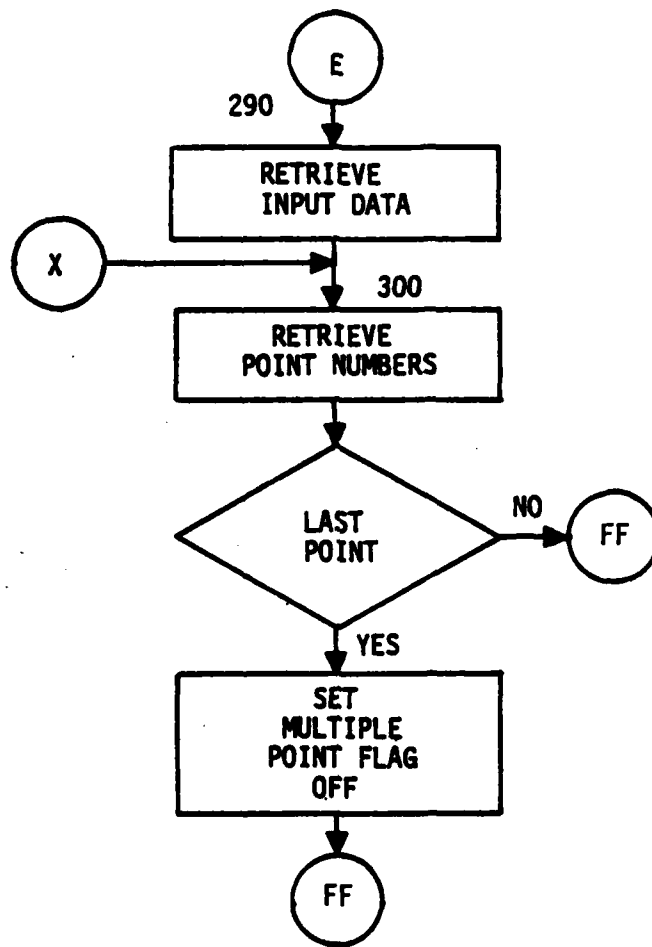 E
290
RETRIEVE
INPUT DATA
X
300
RETRIEVE
POINT NUMBERS
LAST
POINT
NO
FF
YES
SET
MULTIPLE
POINT FLAG
OFF
FF